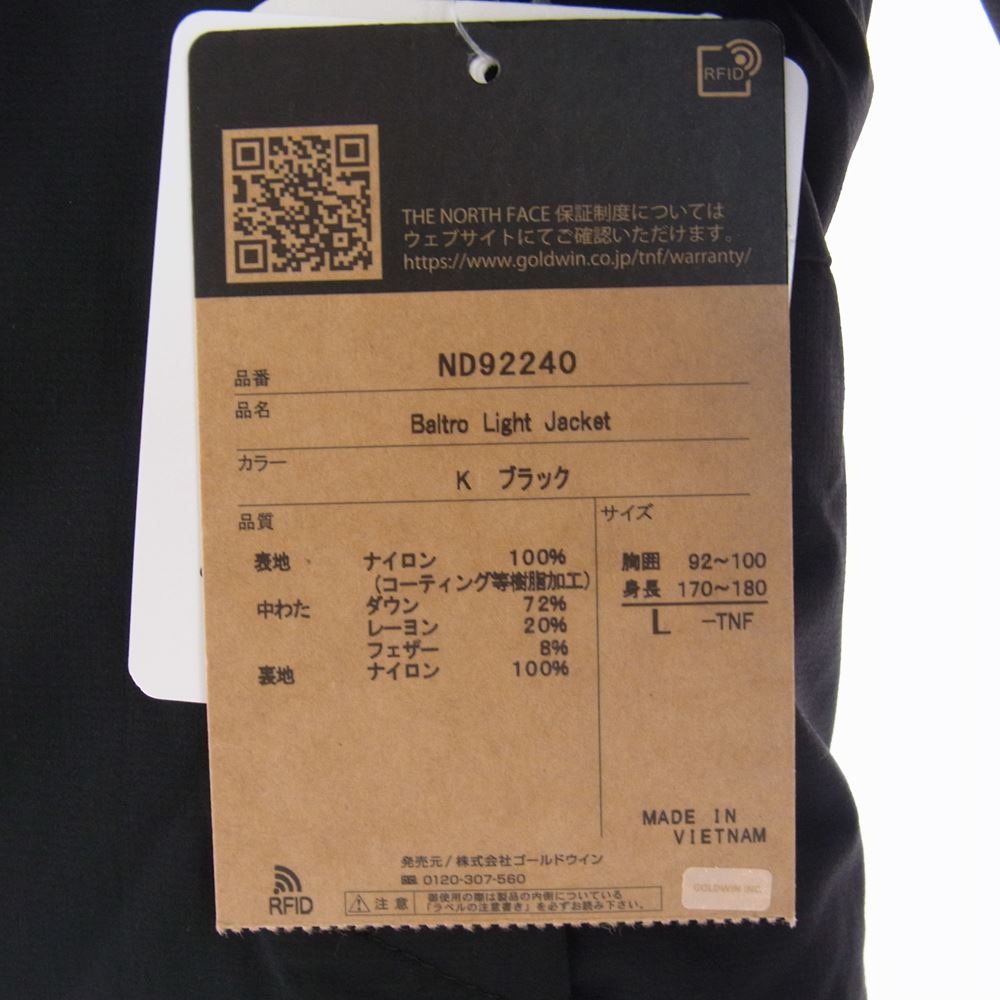 RFID
THE NORTH FACE 保証制度については
ウェブサイトにてご確認いただけます。
https://www.goldwin.co.jp/tnf/warranty/
品番 ND92240
品名 Baltro Light Jacket
カラー K ブラック
品質
表地 ナイロン 100%
(コーティング等樹脂加工)
中わた ダウン 72%
レーヨン 20%
フェザー 8%
裏地 ナイロン 100%
サイズ
胸囲 92~100
身長 170~180
L -TNF
MADE IN
VIETNAM
発売元/株式会社ゴールドウイン
0120-307-560
RFID
注意
御使用の際は製品の内側についている
「ラベルの注意書き」を必ずお読み下さい。
GOLDWIN INC.